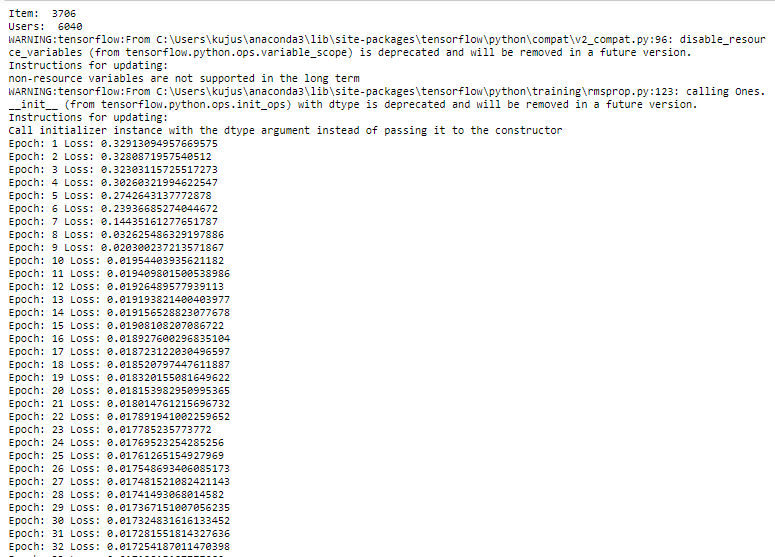 Item:  3706
Users:  6040
WARNING:tensorflow:From C:\Users\kujus\anaconda3\lib\site-packages\tensorflow\python\compat\v2_compat.py:96: disable_resour
ce_variables (from tensorflow.python.ops.variable_scope) is deprecated and will be removed in a future version.
Instructions for updating:
non-resource variables are not supported in the long term
WARNING:tensorflow:From C:\Users\kujus\anaconda3\lib\site-packages\tensorflow\python\training\rmsprop.py:123: calling Ones.
__init__ (from tensorflow.python.ops.init_ops) with dtype is deprecated and will be removed in a future version.
Instructions for updating:
Call initializer instance with the dtype argument instead of passing it to the constructor
Epoch: 1 Loss: 0.32913094957669575
Epoch: 2 Loss: 0.3280871957540512
Epoch: 3 Loss: 0.32303115725517273
Epoch: 4 Loss: 0.30260321994622547
Epoch: 5 Loss: 0.2742643137772878
Epoch: 6 Loss: 0.23936685274044672
Epoch: 7 Loss: 0.14435161277651787
Epoch: 8 Loss: 0.032625486329197886
Epoch: 9 Loss: 0.020300237213571867
Epoch: 10 Loss: 0.01954403935621182
Epoch: 11 Loss: 0.019409801500538986
Epoch: 12 Loss: 0.01926489577939113
Epoch: 13 Loss: 0.019193821400403977
Epoch: 14 Loss: 0.019156528823077678
Epoch: 15 Loss: 0.01908108207086722
Epoch: 16 Loss: 0.018927600296835104
Epoch: 17 Loss: 0.018723122030496597
Epoch: 18 Loss: 0.018520797447611887
Epoch: 19 Loss: 0.018320155081649622
Epoch: 20 Loss: 0.018153982950995365
Epoch: 21 Loss: 0.018014761215696732
Epoch: 22 Loss: 0.017891941002259652
Epoch: 23 Loss: 0.017785235773772
Epoch: 24 Loss: 0.01769523254285256
Epoch: 25 Loss: 0.01761265154927969
Epoch: 26 Loss: 0.017548693406085173
Epoch: 27 Loss: 0.017481521082421143
Epoch: 28 Loss: 0.01741493068014582
Epoch: 29 Loss: 0.017367151007056235
Epoch: 30 Loss: 0.017324831616133452
Epoch: 31 Loss: 0.017281551814327636
Epoch: 32 Loss: 0.017254187011470398